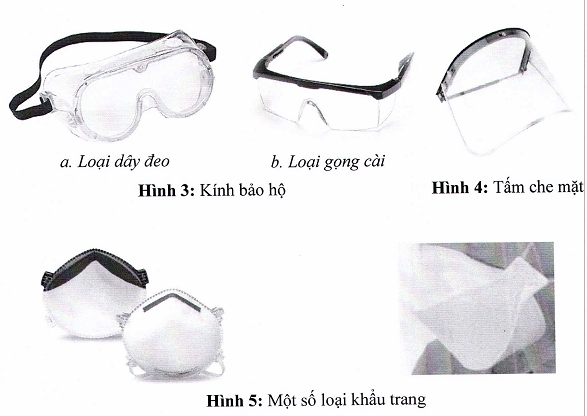 a. Loại dây đeo
b. Loại gọng cài
Hình 3: Kính bảo hộ
Hình 4: Tấm che mặt
Hình 5: Một số loại khẩu trang